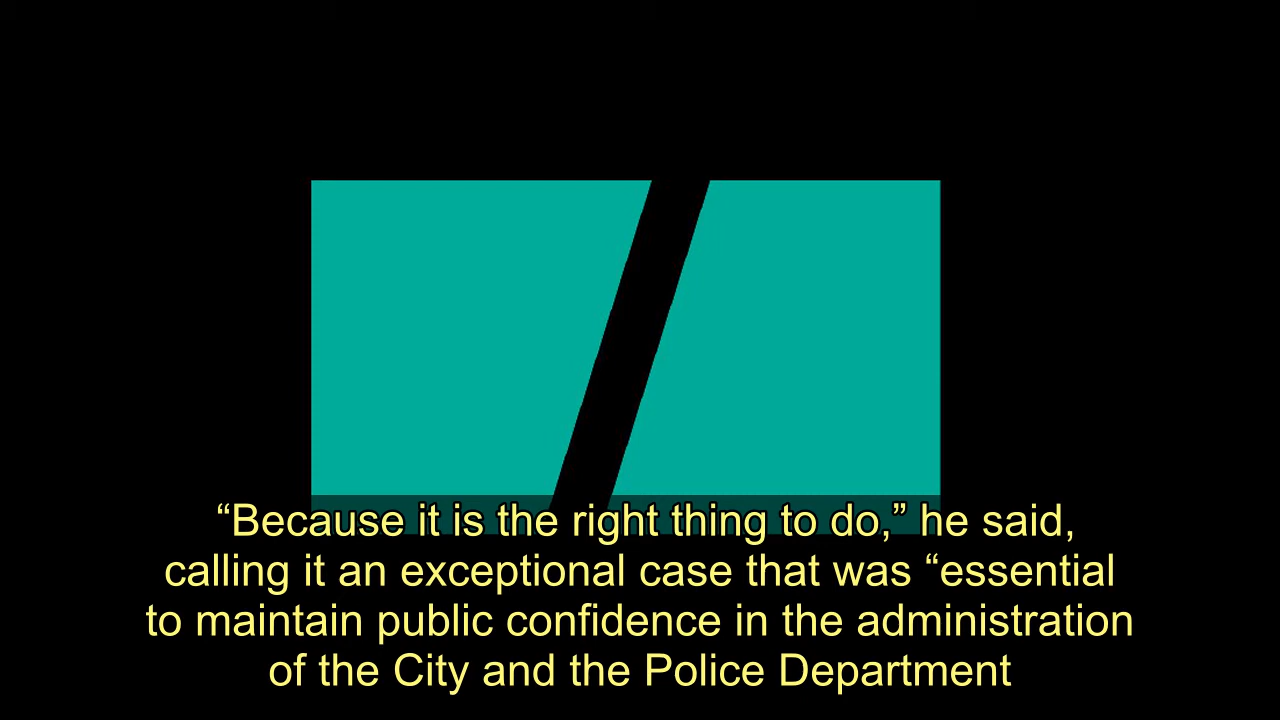 “Because it is the right thing to do,” he said,
calling it an exceptional case that was “essential
to maintain public confidence in the administration
of the City and the Police Department